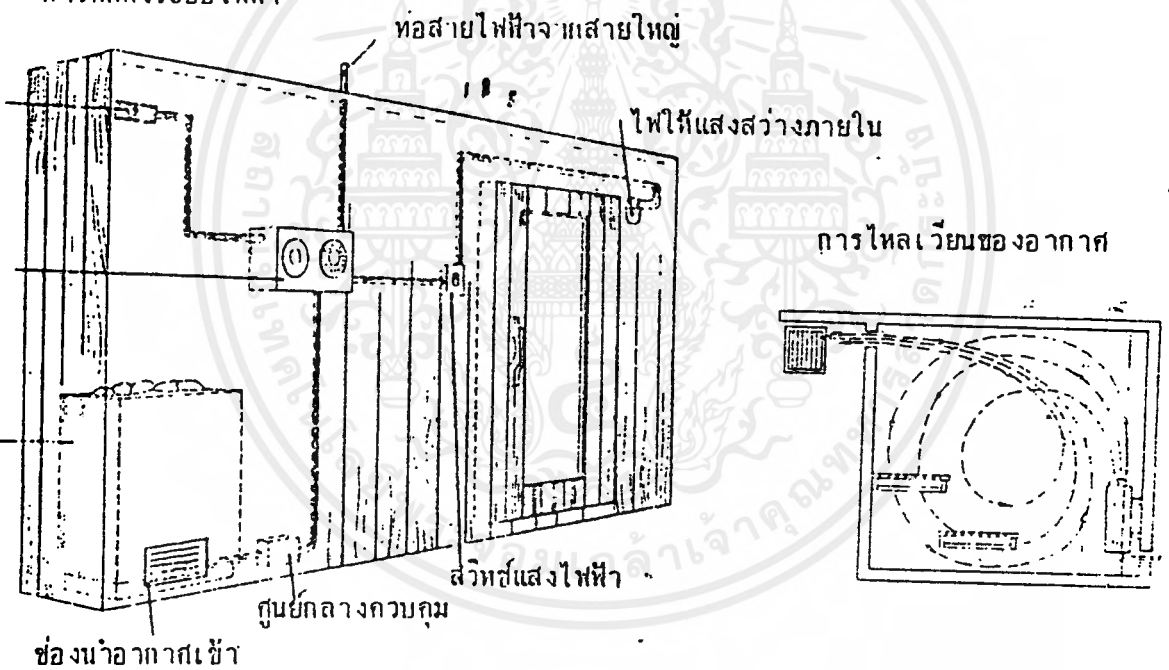 ท่อสายไฟฟ้าจากสายใหญ่
ไฟให้แสงสว่างภายใน
การไหลเวียนของอากาศ
สวิทซ์แสงไฟฟ้า
ศูนย์กลางควบคุม
ช่องนำอากาศเข้า